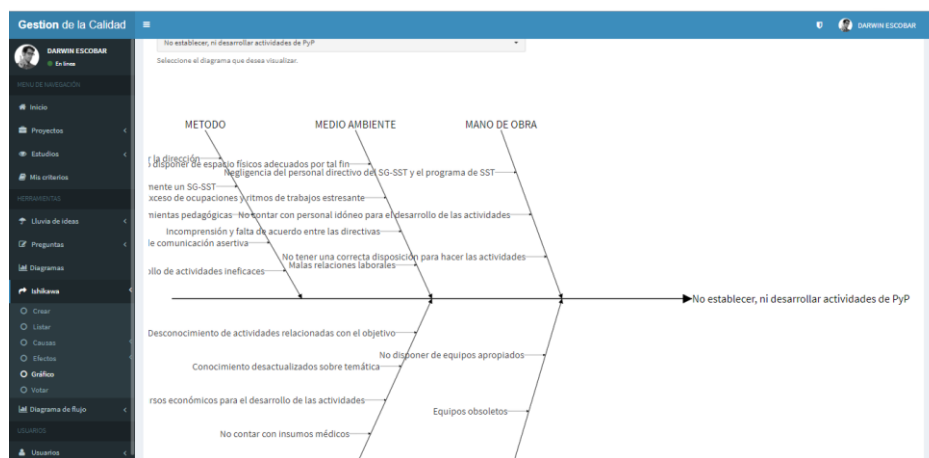 Gestion de la Calidad
DARWIN ESCOBAR
DARWIN ESCOBAR
En línea
MENU DE NAVEGACIÓN
Inicio
Proyectos
Estudios
Mis criterios
HERRAMIENTAS
Lluvia de ideas
Preguntas
Diagramas
Ishikawa
Crear
Listar
Causas
Efectos
Gráfico
Votar
Diagrama de flujo
USUARIOS
Usuarios
No establecer, ni desarrollar actividades de PyP
Seleccione el diagrama que desea visualizar.
METODO
MEDIO AMBIENTE
MANO DE OBRA
r la dirección
disponer de espacio físicos adecuados por tal fin
Negligencia del personal directivo del SG-SST y el programa de SST
mente un SG-SST
Exceso de ocupaciones y ritmos de trabajos estresante
mientas pedagógicas
No contar con personal idóneo para el desarrollo de las actividades
Incomprensión y falta de acuerdo entre las directivas
de comunicación asertiva
No tener una correcta disposición para hacer las actividades
Malas relaciones laborales
ollo de actividades ineficaces
No establecer, ni desarrollar actividades de PyP
Desconocimiento de actividades relacionadas con el objetivo
No disponer de equipos apropiados
Conocimiento desactualizados sobre temática
rsos económicos para el desarrollo de las actividades
Equipos obsoletos
No contar con insumos médicos